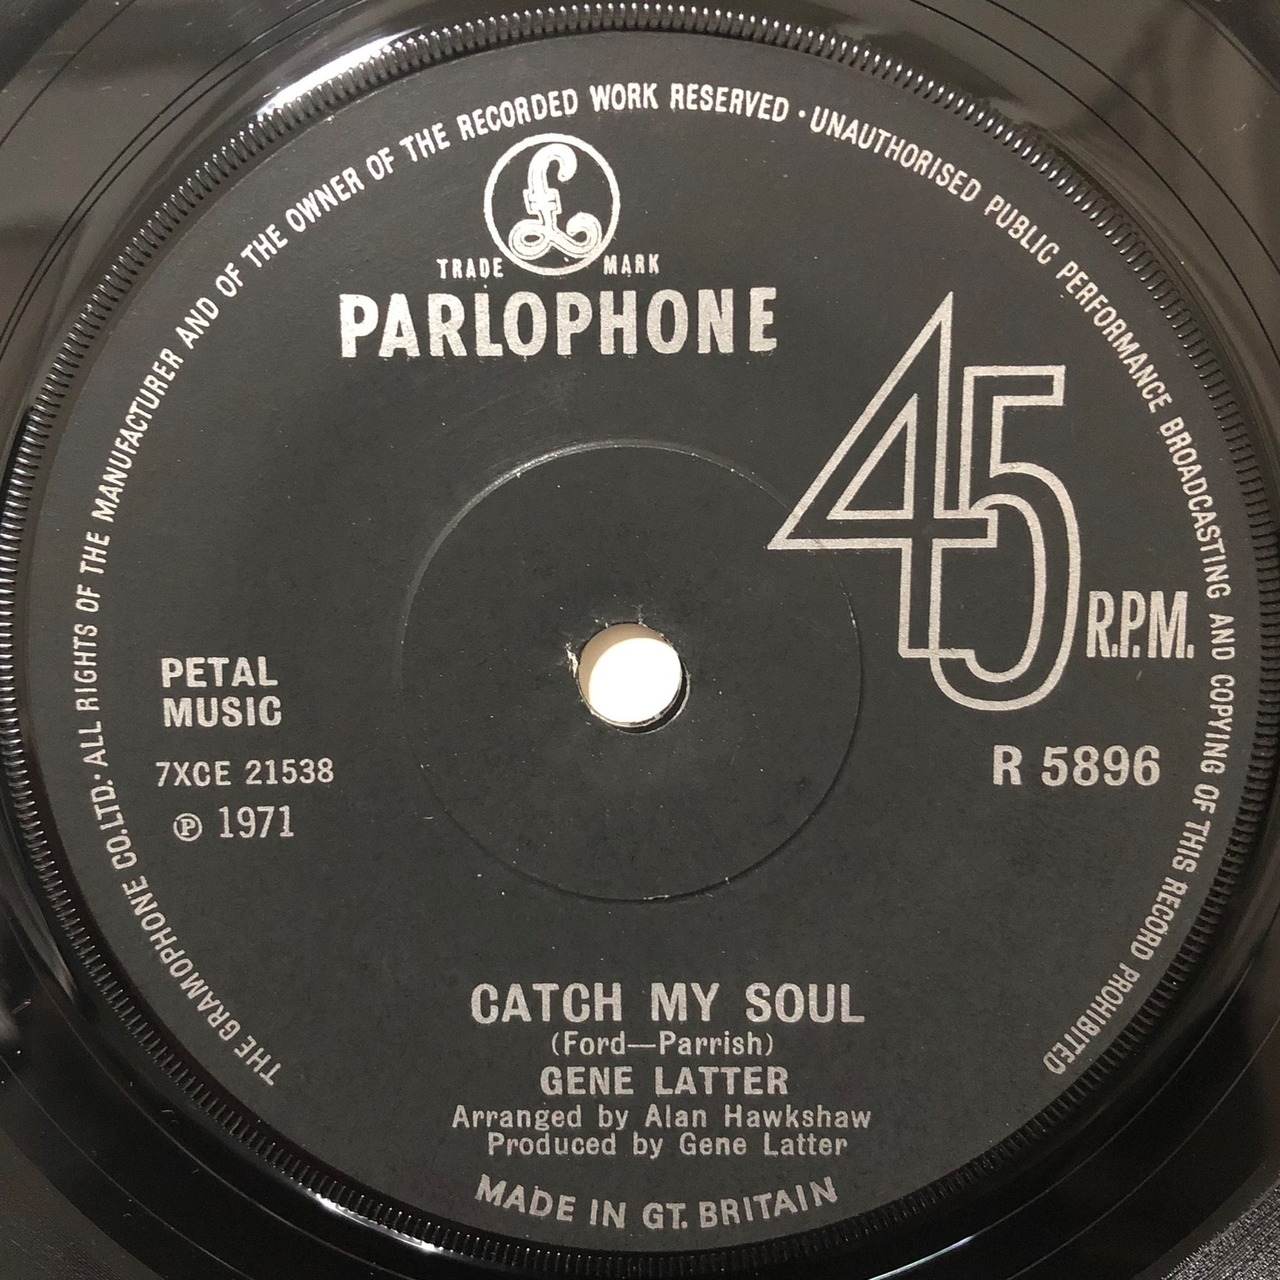 THE GRAMOPHONE CO.LTD. · ALL RIGHTS OF THE MANUFACTURER AND OF THE OWNER OF THE RECORDED WORK RESERVED · UNAUTHORISED PUBLIC PERFORMANCE BROADCASTING AND COPYING OF THIS RECORD PROHIBITED
£
TRADE MARK
PARLOPHONE
45 R.P.M.
PETAL
MUSIC
7XCE 21538
℗ 1971
R 5896
CATCH MY SOUL
(Ford—Parrish)
GENE LATTER
Arranged by Alan Hawkshaw
Produced by Gene Latter
MADE IN GT. BRITAIN